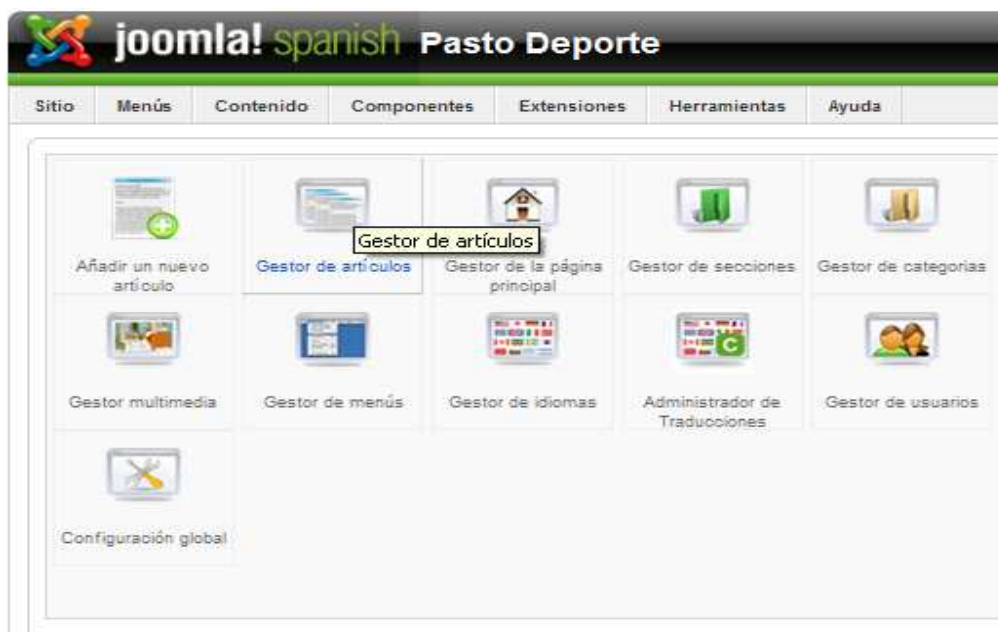 joomla! spanish Pasto Deporte
Sitio Menús Contenido Componentes Extensiones Herramientas Ayuda
Gestor de artículos
Añadir un nuevo artículo
Gestor de artículos
Gestor de la página principal
Gestor de secciones
Gestor de categorias
Gestor multimedia
Gestor de menús
Gestor de idiomas
Administrador de Traducciones
Gestor de usuarios
Configuración global